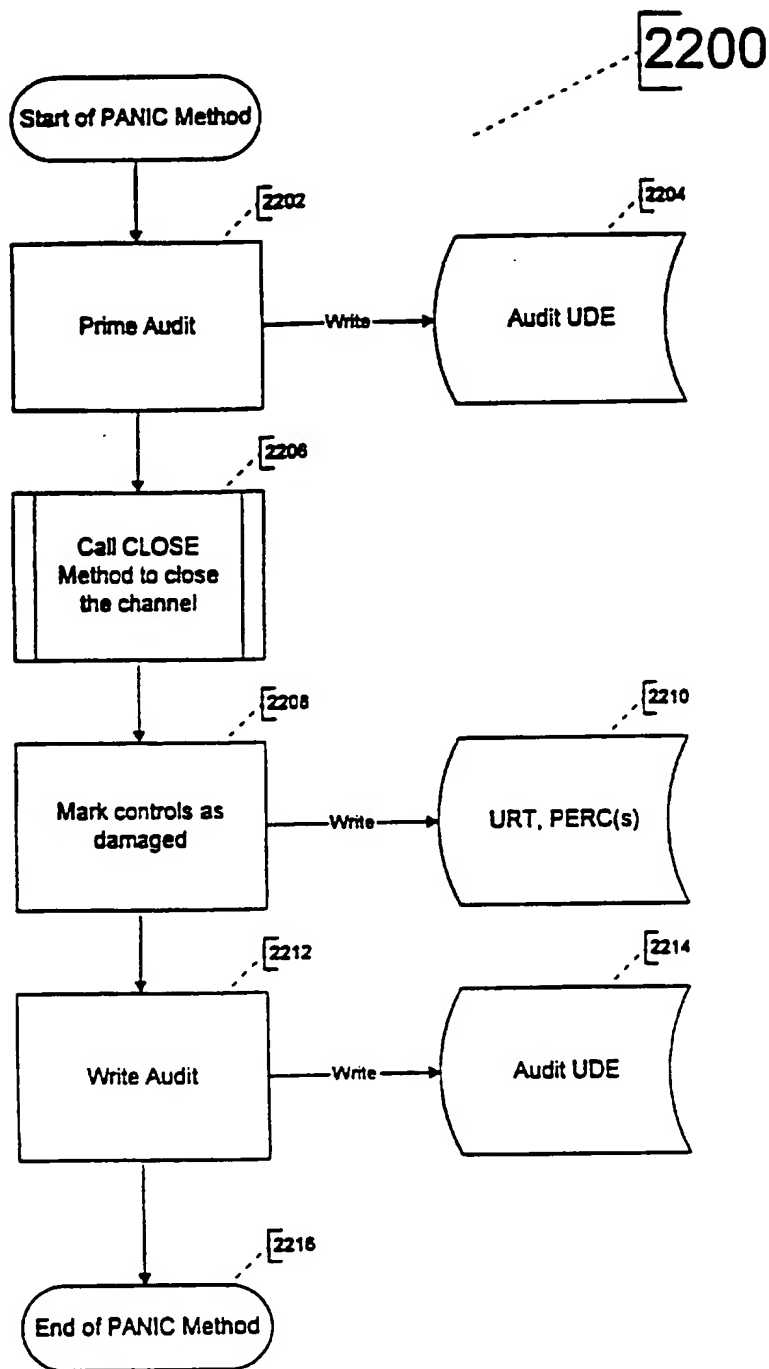 2200
Start of PANIC Method
2202
2204
Prime Audit
Write
Audit UDE
2206
Call CLOSE
Method to close
the channel
2208
2210
Mark controls as
damaged
Write
URT, PERC(s)
2212
2214
Write Audit
Write
Audit UDE
2216
End of PANIC Method